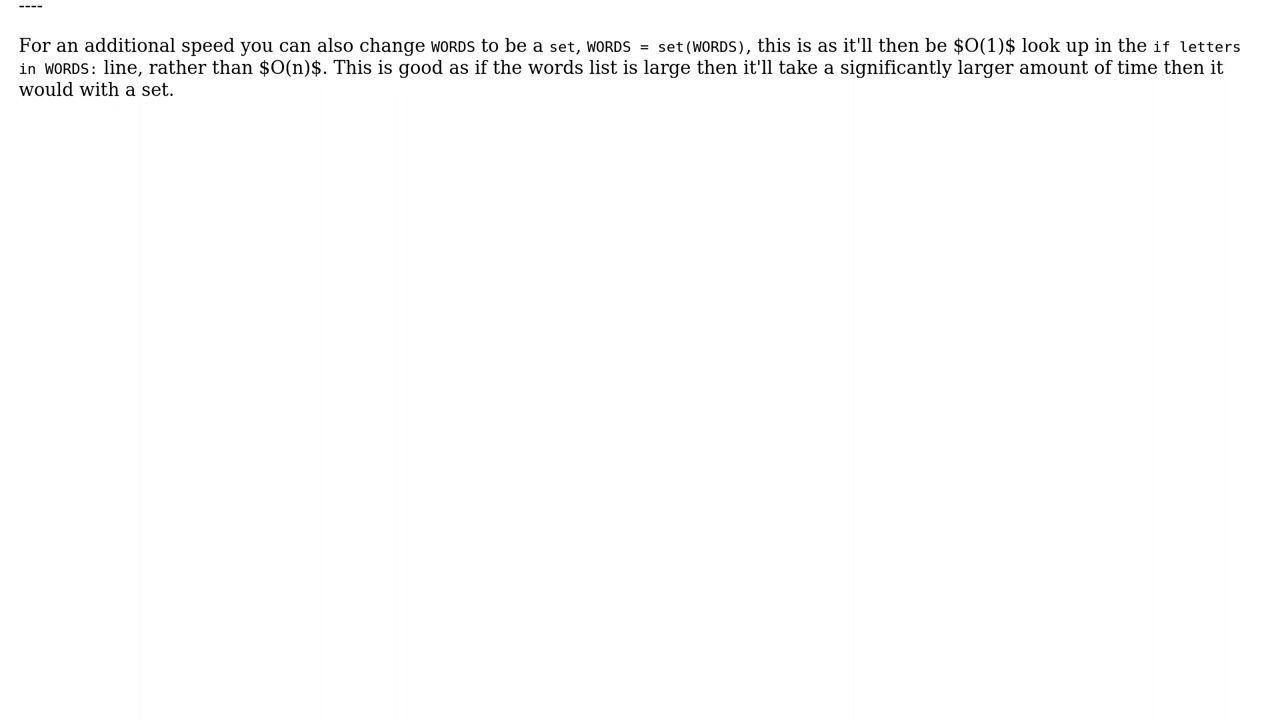 ----
For an additional speed you can also change WORDS to be a set, WORDS = set(WORDS), this is as it'll then be $O(1)$ look up in the if letters
in WORDS: line, rather than $O(n)$. This is good as if the words list is large then it'll take a significantly larger amount of time then it
would with a set.